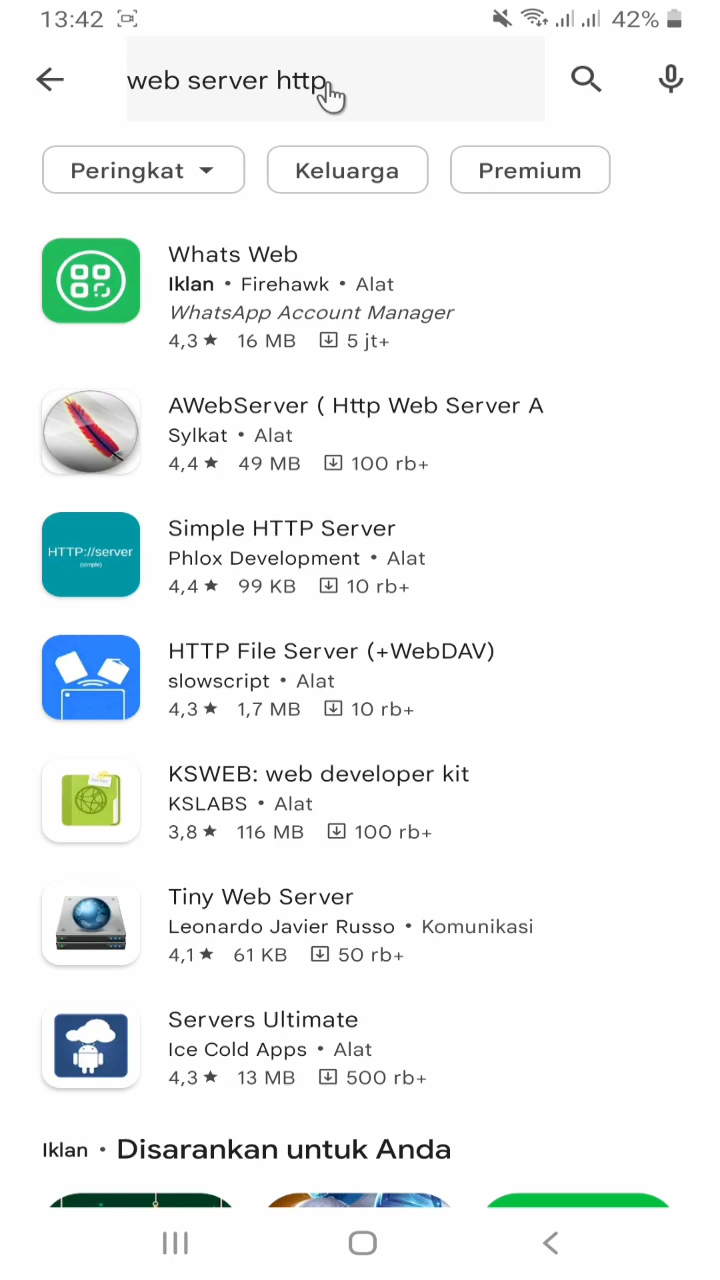 13:42 42%
web server http
Peringkat Keluarga Premium
Whats Web
Iklan • Firehawk • Alat
WhatsApp Account Manager
4,3★ 16 MB 5 jt+
AWebServer ( Http Web Server A
Sylkat • Alat
4,4★ 49 MB 100 rb+
HTTP://server
(simple)
Simple HTTP Server
Phlox Development • Alat
4,4★ 99 KB 10 rb+
HTTP File Server (+WebDAV)
slowscript • Alat
4,3★ 1,7 MB 10 rb+
KSWEB: web developer kit
KSLABS • Alat
3,8★ 116 MB 100 rb+
Tiny Web Server
Leonardo Javier Russo • Komunikasi
4,1★ 61 KB 50 rb+
Servers Ultimate
Ice Cold Apps • Alat
4,3★ 13 MB 500 rb+
Iklan • Disarankan untuk Anda